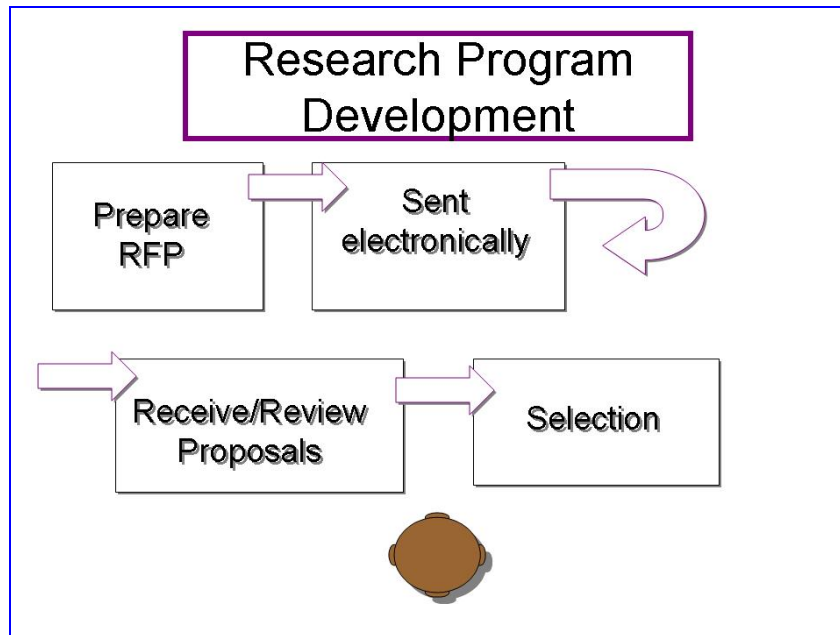 Research Program
Development
Prepare
RFP
Sent
electronically
Receive/Review
Proposals
Selection